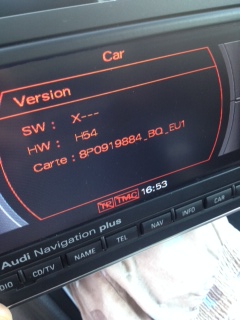 Car
Version
SW : X---
HW : H54
Carte : 8P0919884_BQ_EU1
TP TMC 16:53
Audi Navigation plus
DIO CD/TV NAME TEL NAV INFO CAR